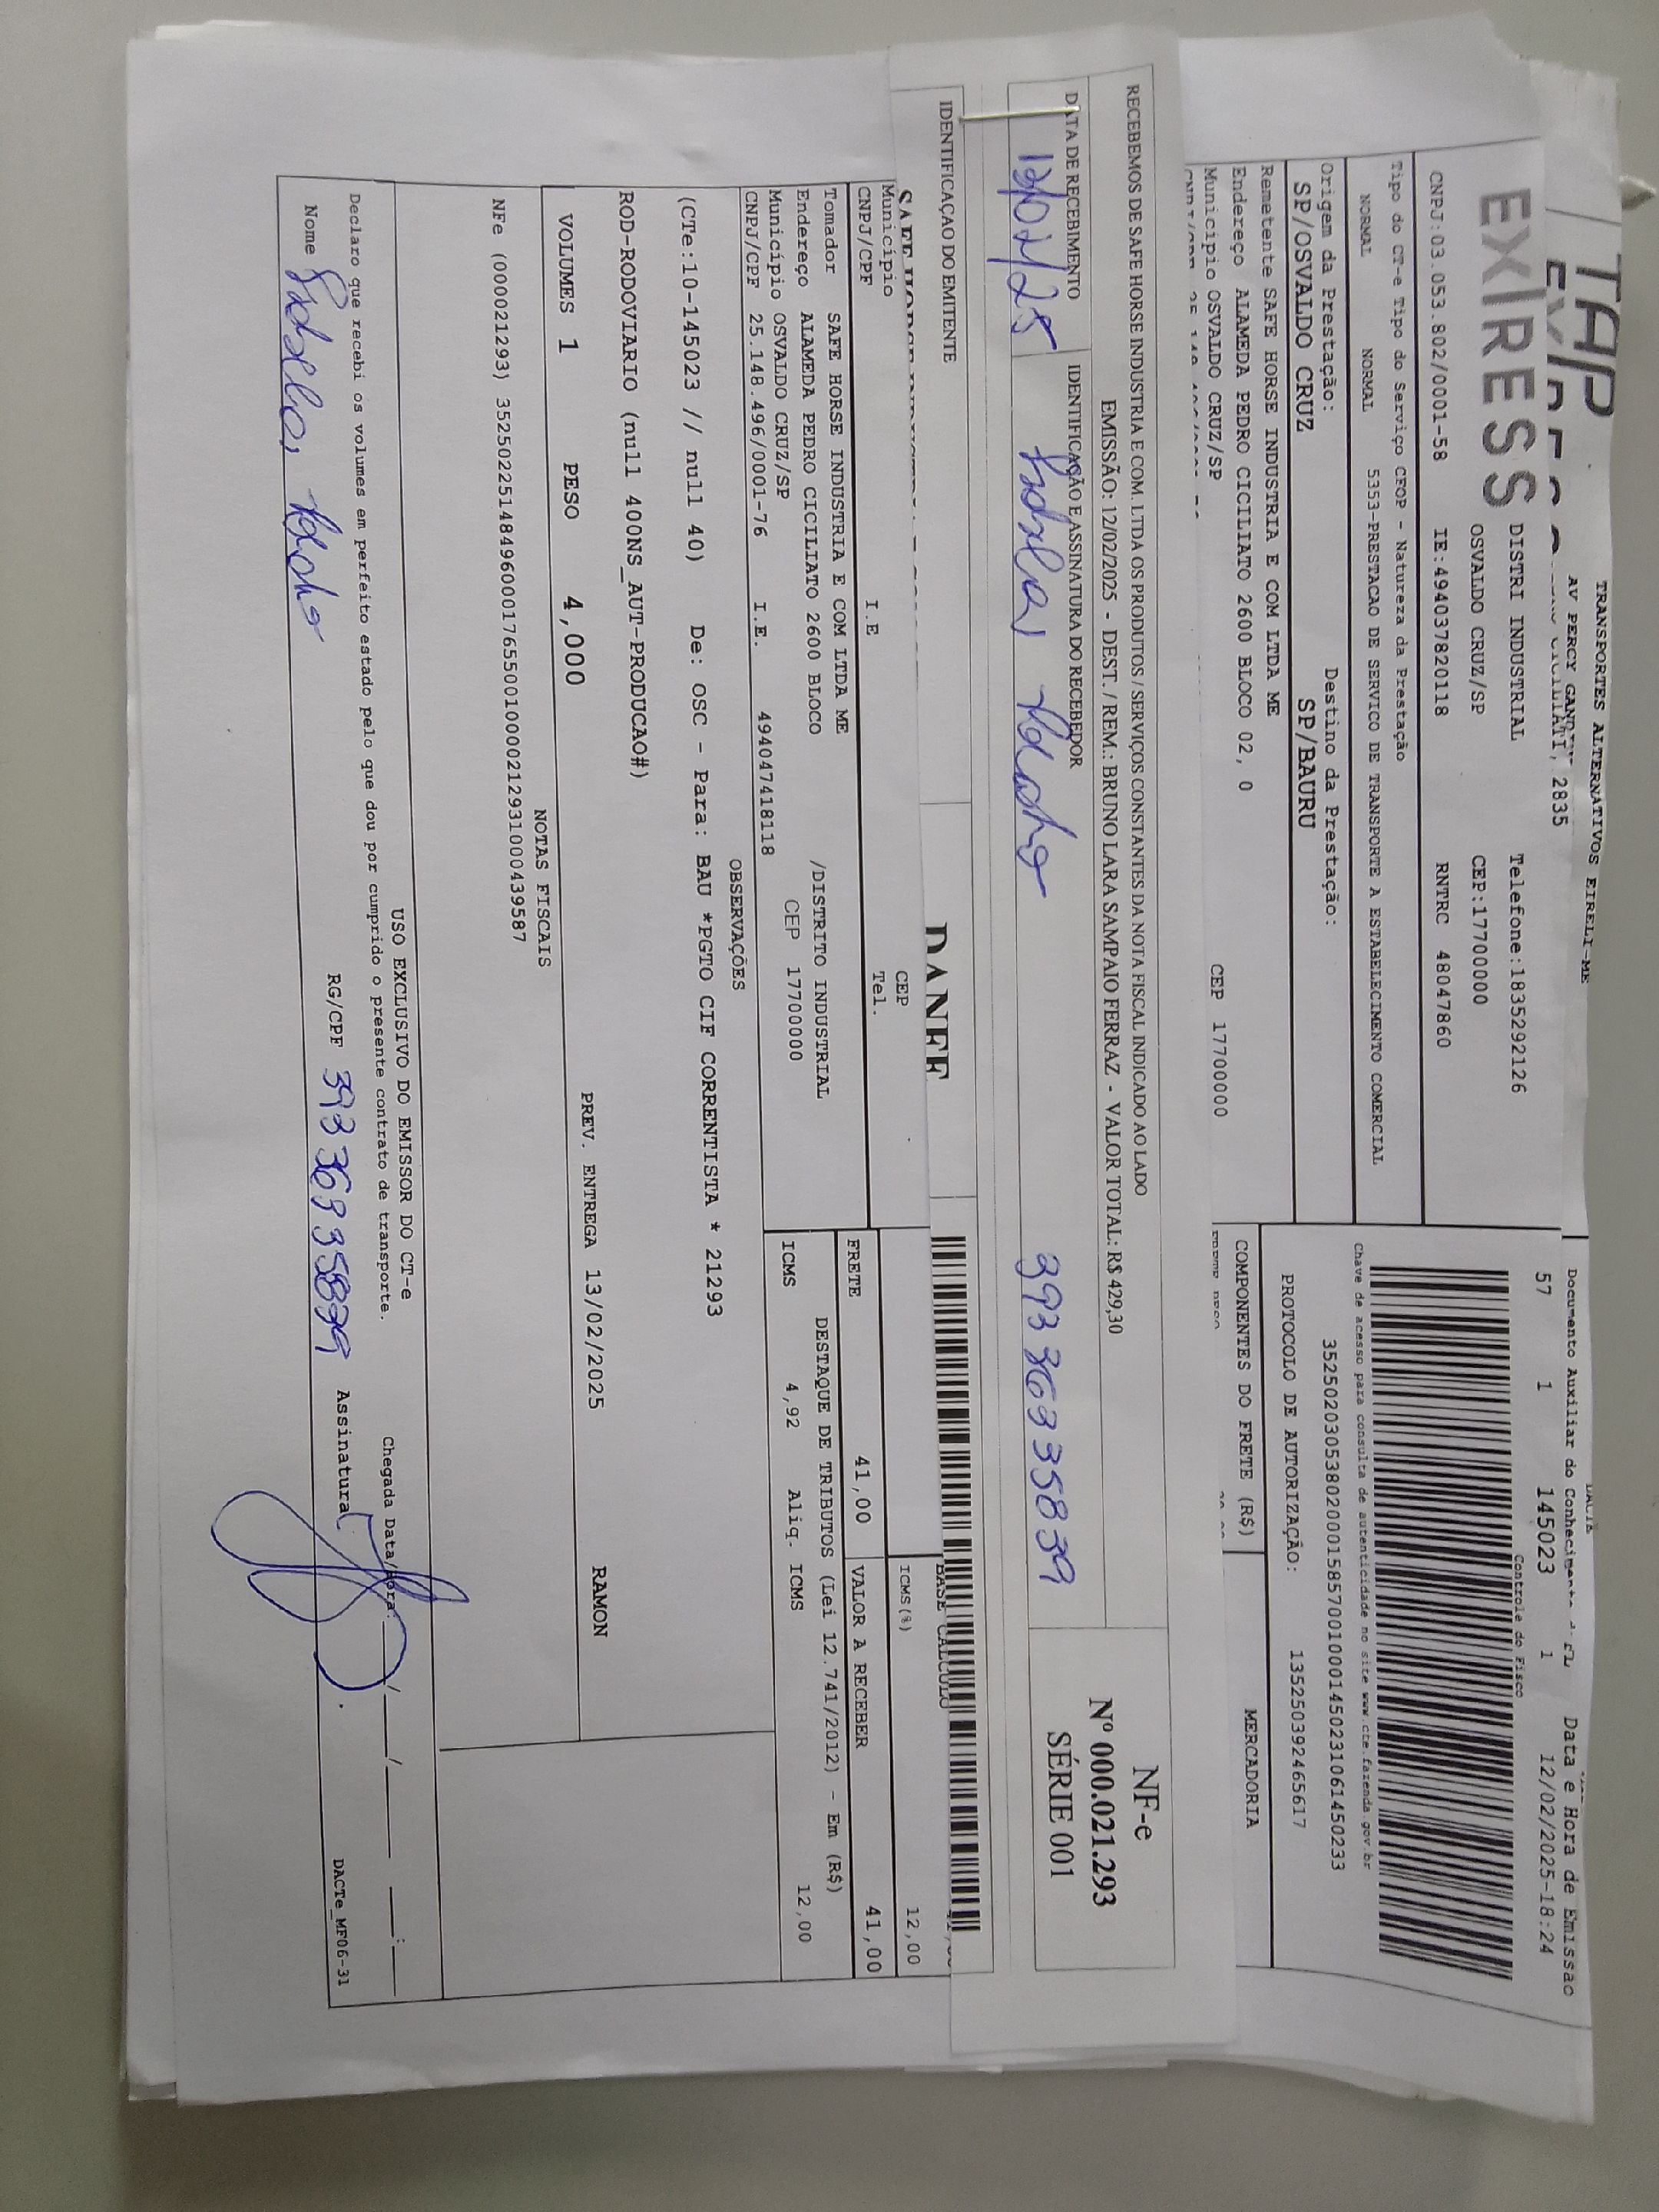 TAP
EXPRESS
TRANSPORTES ALTERNATIVOS EIRELI-ME
AV PERCY GANDINI, 2835
DISTRI INDUSTRIAL Telefone:1835292126
OSVALDO CRUZ/SP CEP:17700000
CNPJ:03.053.802/0001-58 IE:494037820118 RNTRC 48047860
Documento Auxiliar do Conhecimento Data e Hora de Emissao
57 1 145023 1 12/02/2025-18:24
Controle do Fisco
Tipo do CT-e Tipo do Serviço CFOP - Natureza da Prestação
NORMAL NORMAL 5353-PRESTACAO DE SERVICO DE TRANSPORTE A ESTABELECIMENTO COMERCIAL
Chave de acesso para consulta de autenticidade no site www.cte.fazenda.gov.br
35250203053802000158570010001450231061450233
Origem da Prestação: Destino da Prestação:
SP/OSVALDO CRUZ SP/BAURU
PROTOCOLO DE AUTORIZAÇÃO: 135250392465617
Remetente SAFE HORSE INDUSTRIA E COM LTDA ME
Endereço ALAMEDA PEDRO CICILIATO 2600 BLOCO 02, 0
Município OSVALDO CRUZ/SP CEP 17700000
COMPONENTES DO FRETE (R$) MERCADORIA
RECEBEMOS DE SAFE HORSE INDUSTRIA E COM. LTDA OS PRODUTOS / SERVIÇOS CONSTANTES DA NOTA FISCAL INDICADO AO LADO
EMISSÃO: 12/02/2025 - DEST. / REM.: BRUNO LARA SAMPAIO FERRAZ - VALOR TOTAL: R$ 429,30
NF-e
Nº 000.021.293
SÉRIE 001
DATA DE RECEBIMENTO IDENTIFICAÇÃO E ASSINATURA DO RECEBEDOR
393 369 358 39
IDENTIFICAÇAO DO EMITENTE DANFE
BASE CALCULO
Município CEP ICMS(%) 12,00
CNPJ/CPF I.E Tel.
FRETE 41,00 VALOR A RECEBER 41,00
Tomador SAFE HORSE INDUSTRIA E COM LTDA ME
Endereço ALAMEDA PEDRO CICILIATO 2600 BLOCO /DISTRITO INDUSTRIAL
Município OSVALDO CRUZ/SP CEP 17700000
CNPJ/CPF 25.148.496/0001-76 I.E. 494047418118
DESTAQUE DE TRIBUTOS (Lei 12.741/2012) - Em (R$)
ICMS 4,92 Aliq. ICMS 12,00
OBSERVAÇÕES
(CTe:10-145023 // null 40) De: OSC - Para: BAU *PGTO CIF CORRENTISTA * 21293
ROD-RODOVIARIO (null 400NS_AUT-PRODUCAO#)
VOLUMES 1 PESO 4,000 PREV. ENTREGA 13/02/2025 RAMON
NOTAS FISCAIS
NFe (000021293) 35250225148496000176550010000212931000439587
USO EXCLUSIVO DO EMISSOR DO CT-e
Declaro que recebi os volumes em perfeito estado pelo que dou por cumprido o presente contrato de transporte. Chegada Data/Hora: / / :
Nome RG/CPF 393 369 358 39 Assinatura
DACTe_MF06-31